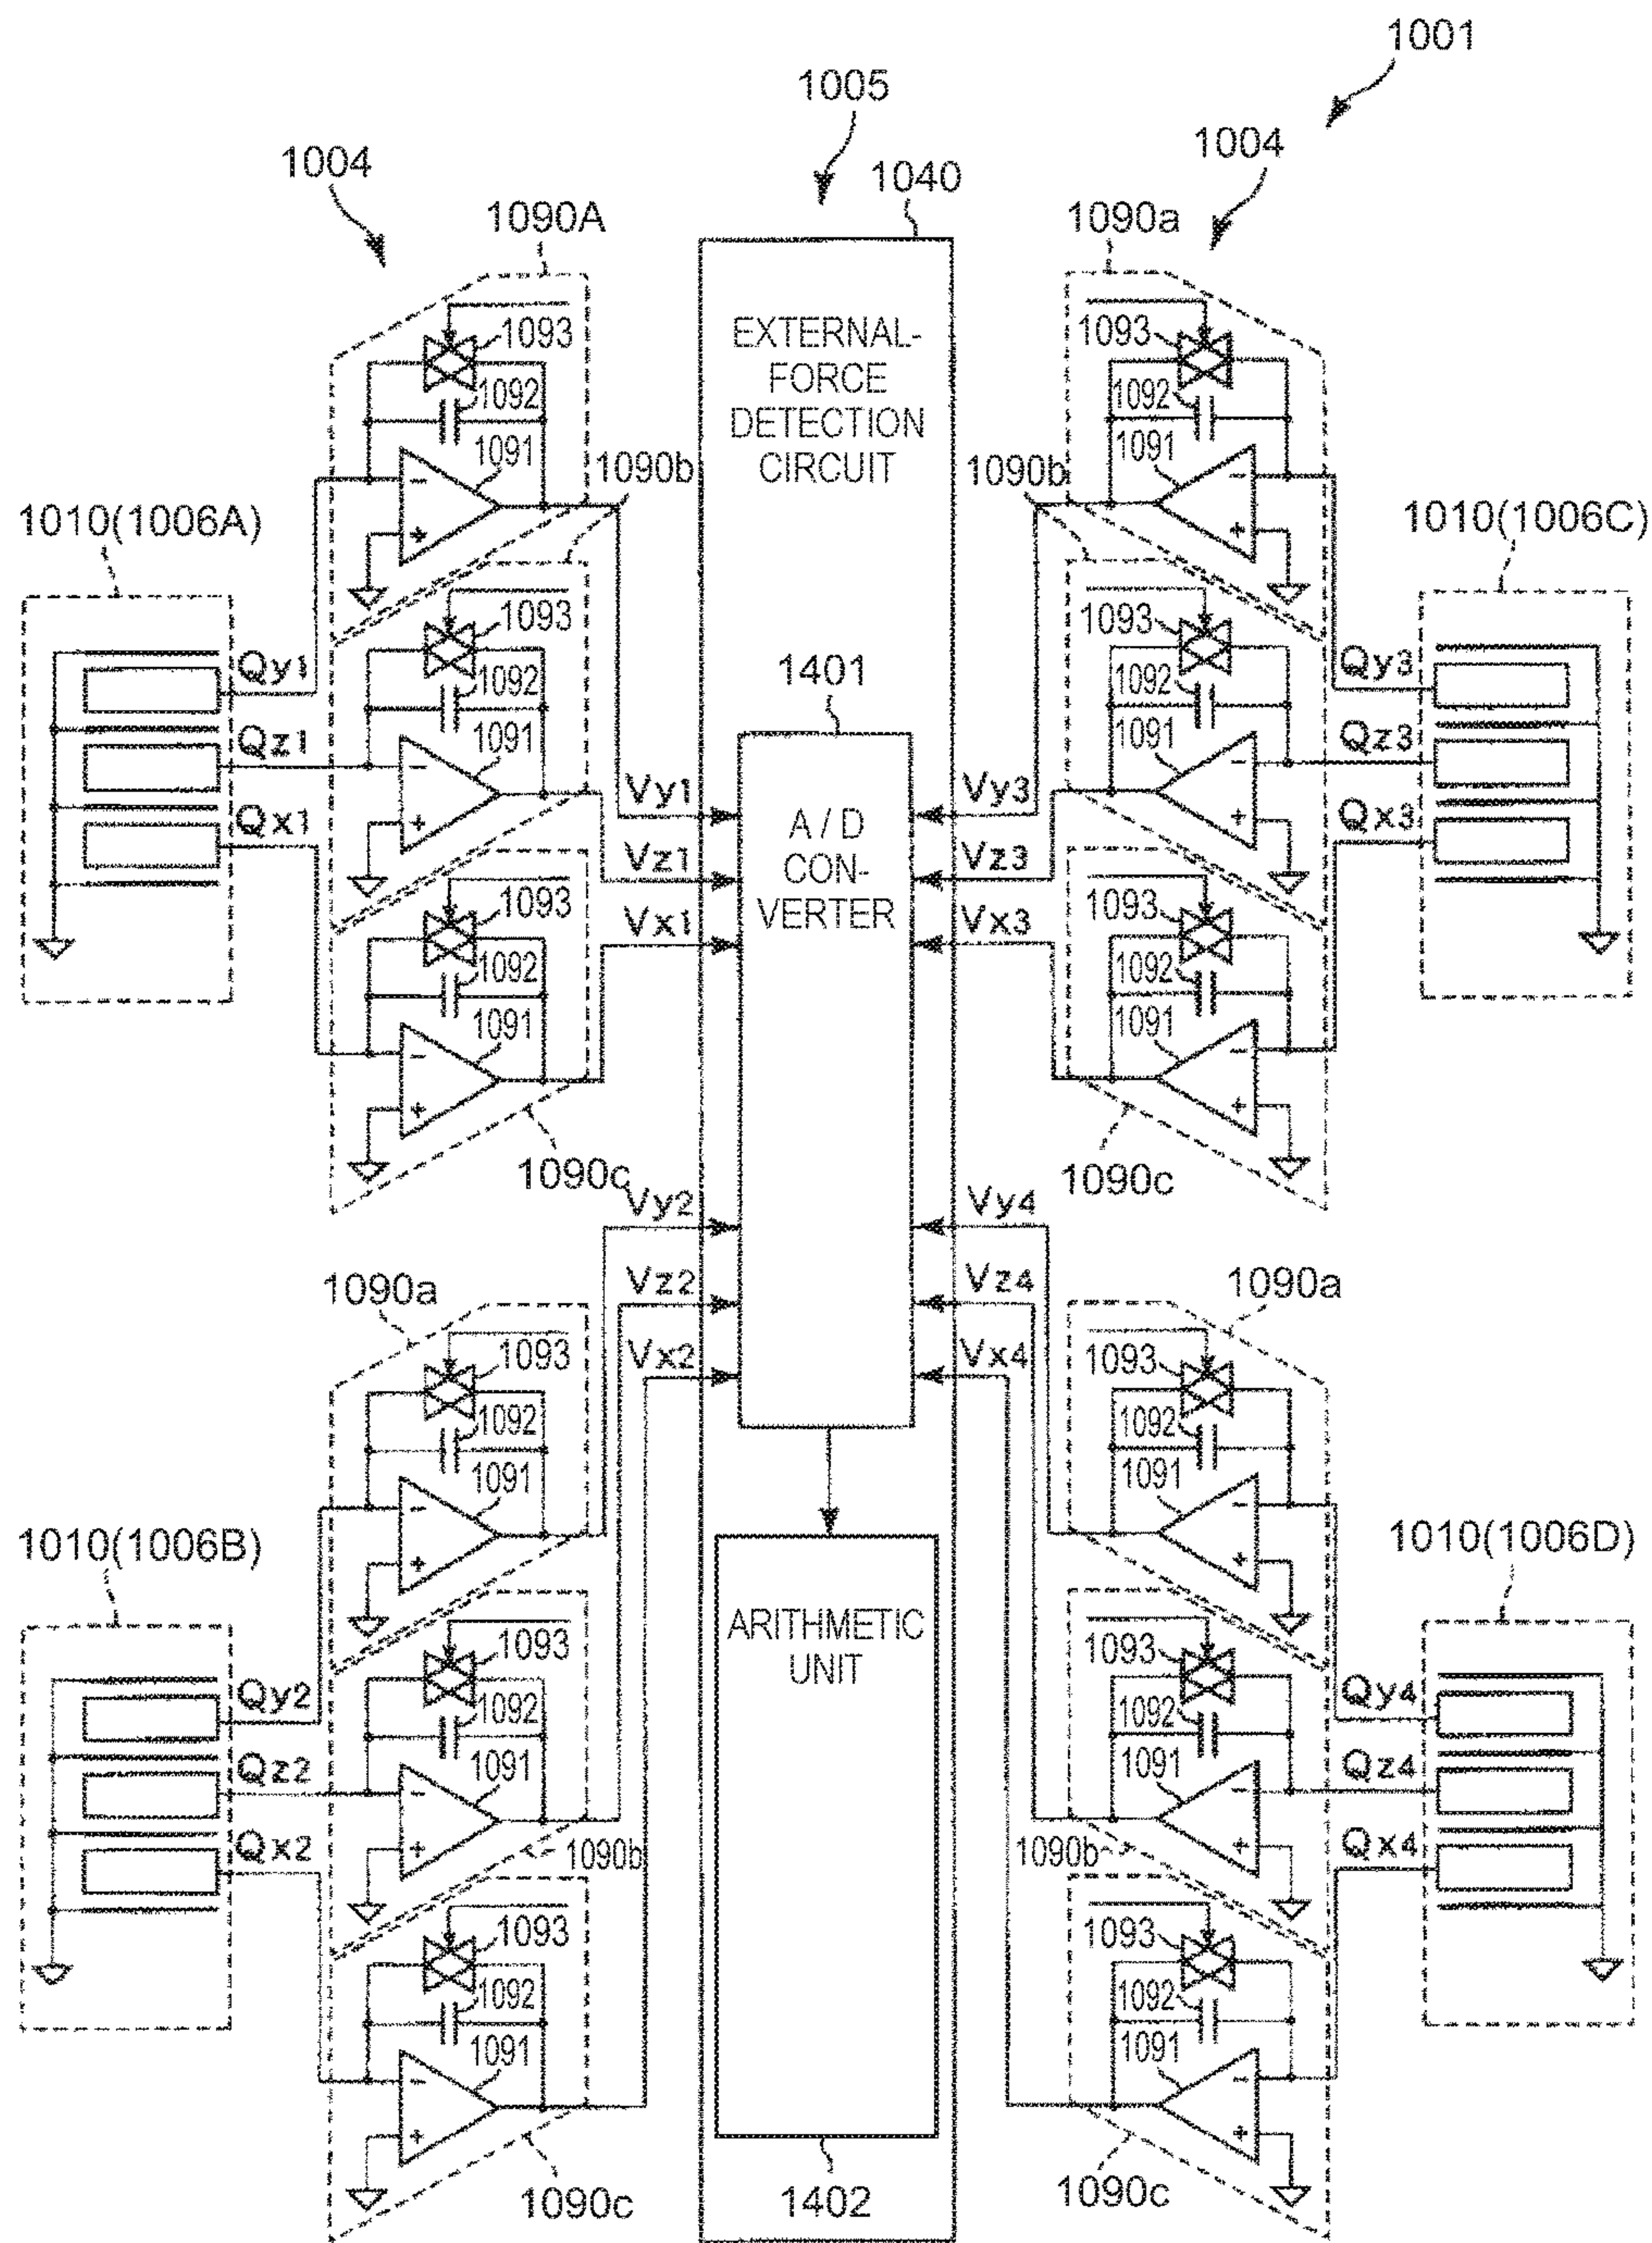 1001
1005
1004
1004
1040
1090A
1090a
1093
1092
1091
1090b
EXTERNAL-
FORCE
DETECTION
CIRCUIT
1093
1092
1091
1090b
1010(1006A)
1010(1006C)
Qy1
Qz1
Qx1
1093
1092
1091
1401
1093
1092
1091
Qy3
Qz3
Qx3
Vy1
Vz1
Vx1
A / D
CON-
VERTER
Vy3
Vz3
Vx3
1093
1092
1091
1090c
1093
1092
1091
1090c
Vy2
Vz2
Vx2
Vy4
Vz4
Vx4
1090a
1093
1092
1091
1090a
1093
1092
1091
1010(1006B)
1010(1006D)
Qy2
Qz2
Qx2
1093
1092
1091
1090b
ARITHMETIC
UNIT
1093
1092
1091
1090b
Qy4
Qz4
Qx4
1093
1092
1091
1090c
1402
1093
1092
1091
1090c